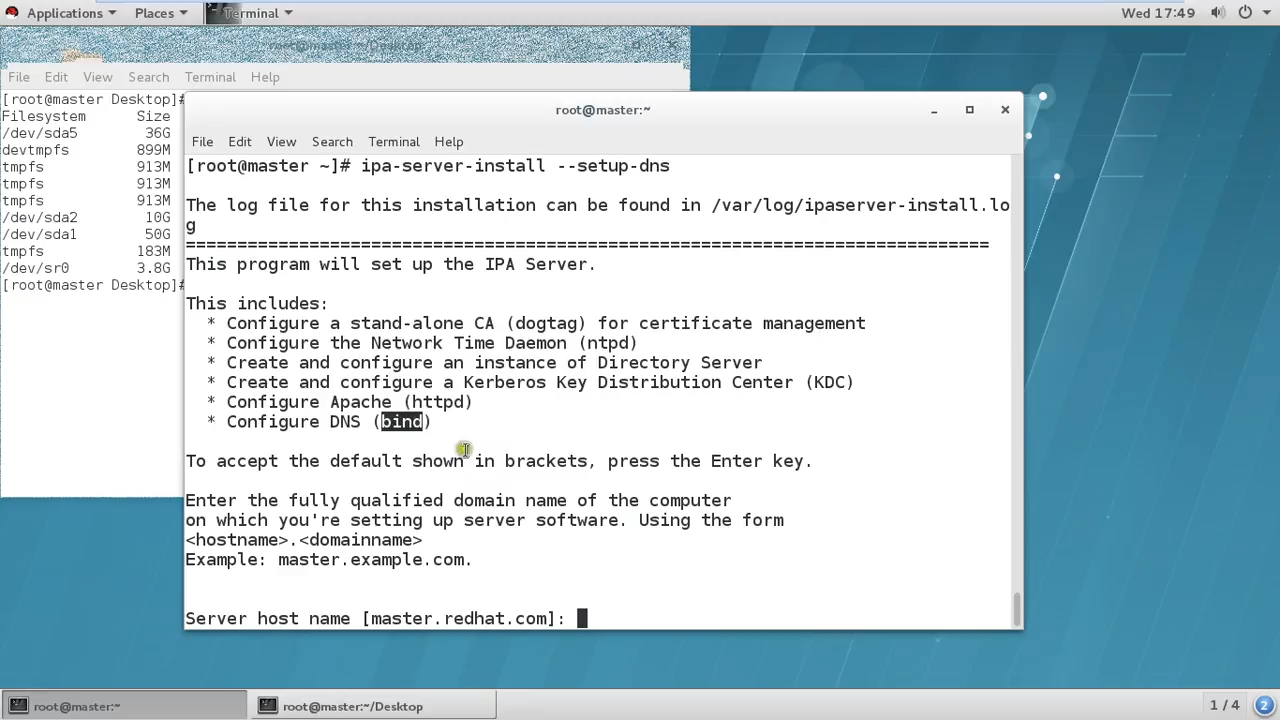 Applications Places Terminal Wed 17:49
File Edit View Search Terminal Help
[root@master Desktop]#
Filesystem Size
/dev/sda5 36G
devtmpfs 899M
tmpfs 913M
tmpfs 913M
tmpfs 913M
/dev/sda2 10G
/dev/sda1 50G
tmpfs 183M
/dev/sr0 3.8G
[root@master Desktop]#
root@master:~
File Edit View Search Terminal Help
[root@master ~]# ipa-server-install --setup-dns
The log file for this installation can be found in /var/log/ipaserver-install.lo
g
=============================================================================
This program will set up the IPA Server.
This includes:
* Configure a stand-alone CA (dogtag) for certificate management
* Configure the Network Time Daemon (ntpd)
* Create and configure an instance of Directory Server
* Create and configure a Kerberos Key Distribution Center (KDC)
* Configure Apache (httpd)
* Configure DNS (bind)
To accept the default shown in brackets, press the Enter key.
Enter the fully qualified domain name of the computer
on which you're setting up server software. Using the form
<hostname>.<domainname>
Example: master.example.com.
Server host name [master.redhat.com]:
root@master:~ root@master:~/Desktop 1 / 4 2